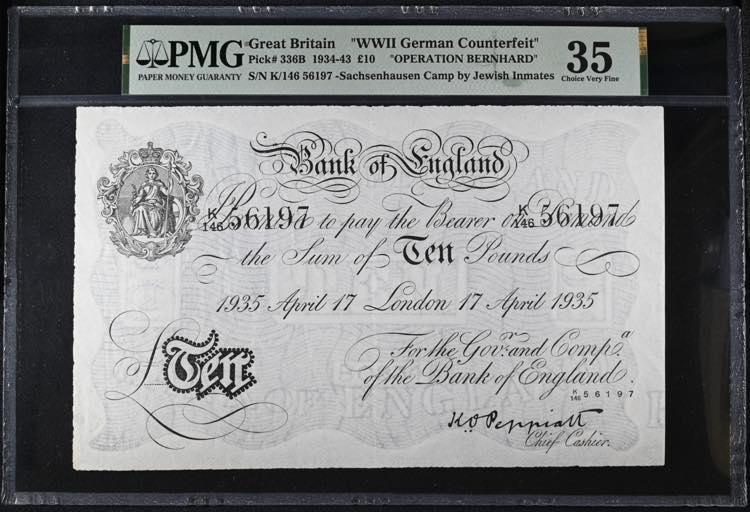 PMG
PAPER MONEY GUARANTY
Great Britain "WWII German Counterfeit"
Pick# 336B 1934-43 £10 "OPERATION BERNHARD"
S/N K/146 56197 -Sachsenhausen Camp by Jewish Inmates
35
Choice Very Fine
Bank of England
K/146 56197 K/146 56197
to pay the Bearer on Demand
the Sum of Ten Pounds
1935 April 17 London 17 April 1935
£Ten
For the Govr. and Compa.
of the Bank of England.
K/146 56197
K.O. Peppiatt
Chief Cashier.